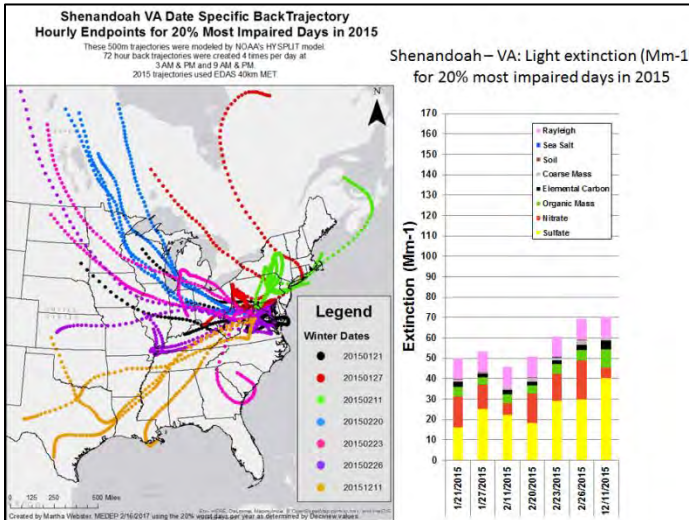 Shenandoah VA Date Specific BackTrajectory
Hourly Endpoints for 20% Most Impaired Days in 2015
These 500m trajectories were modeled by NOAA's HYSPLIT model.
72 hour back trajectories were created 4 times per day at
3 AM & PM and 9 AM & PM.
2015 trajectories used EDAS 40km MET
N
Legend
Winter Dates
20150121
20150127
20150211
20150220
20150223
20150226
20151211
0 125 250 500 Miles
Created by Martha Webster, MEDEP 2/16/2017 using the 20% worst days per year as determined by Deciview values.
Shenandoah – VA: Light extinction (Mm-1
for 20% most impaired days in 2015
Extinction (Mm-1)
170
160
150
140
130
120
110
100
90
80
70
60
50
40
30
20
10
0
Rayleigh
Sea Salt
Soil
Coarse Mass
Elemental Carbon
Organic Mass
Nitrate
Sulfate
1/21/2015
1/27/2015
2/11/2015
2/20/2015
2/23/2015
2/26/2015
12/11/2015